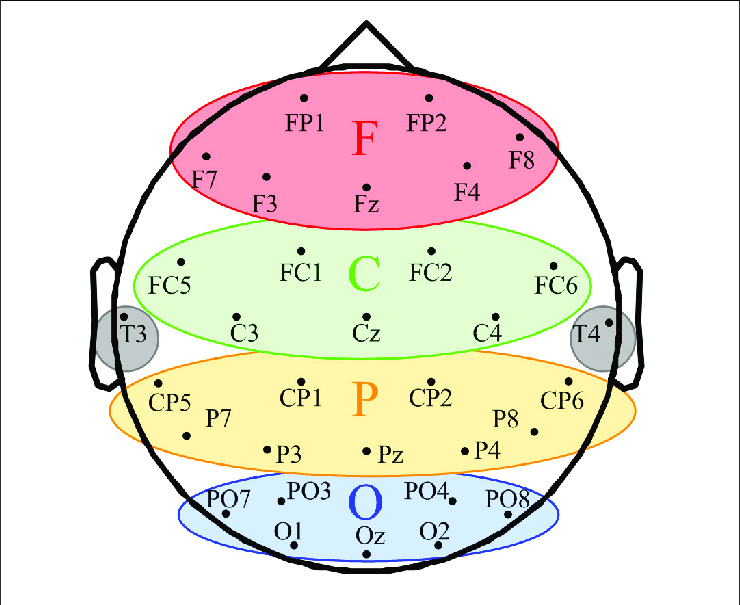 FP1 FP2
F
F7 F8
F3 Fz F4
FC5 FC1 C FC2 FC6
T3 C3 Cz C4 T4
CP5 CP1 P CP2 CP6
P7 P8
P3 Pz P4
PO7 PO3 O PO4 PO8
O1 Oz O2